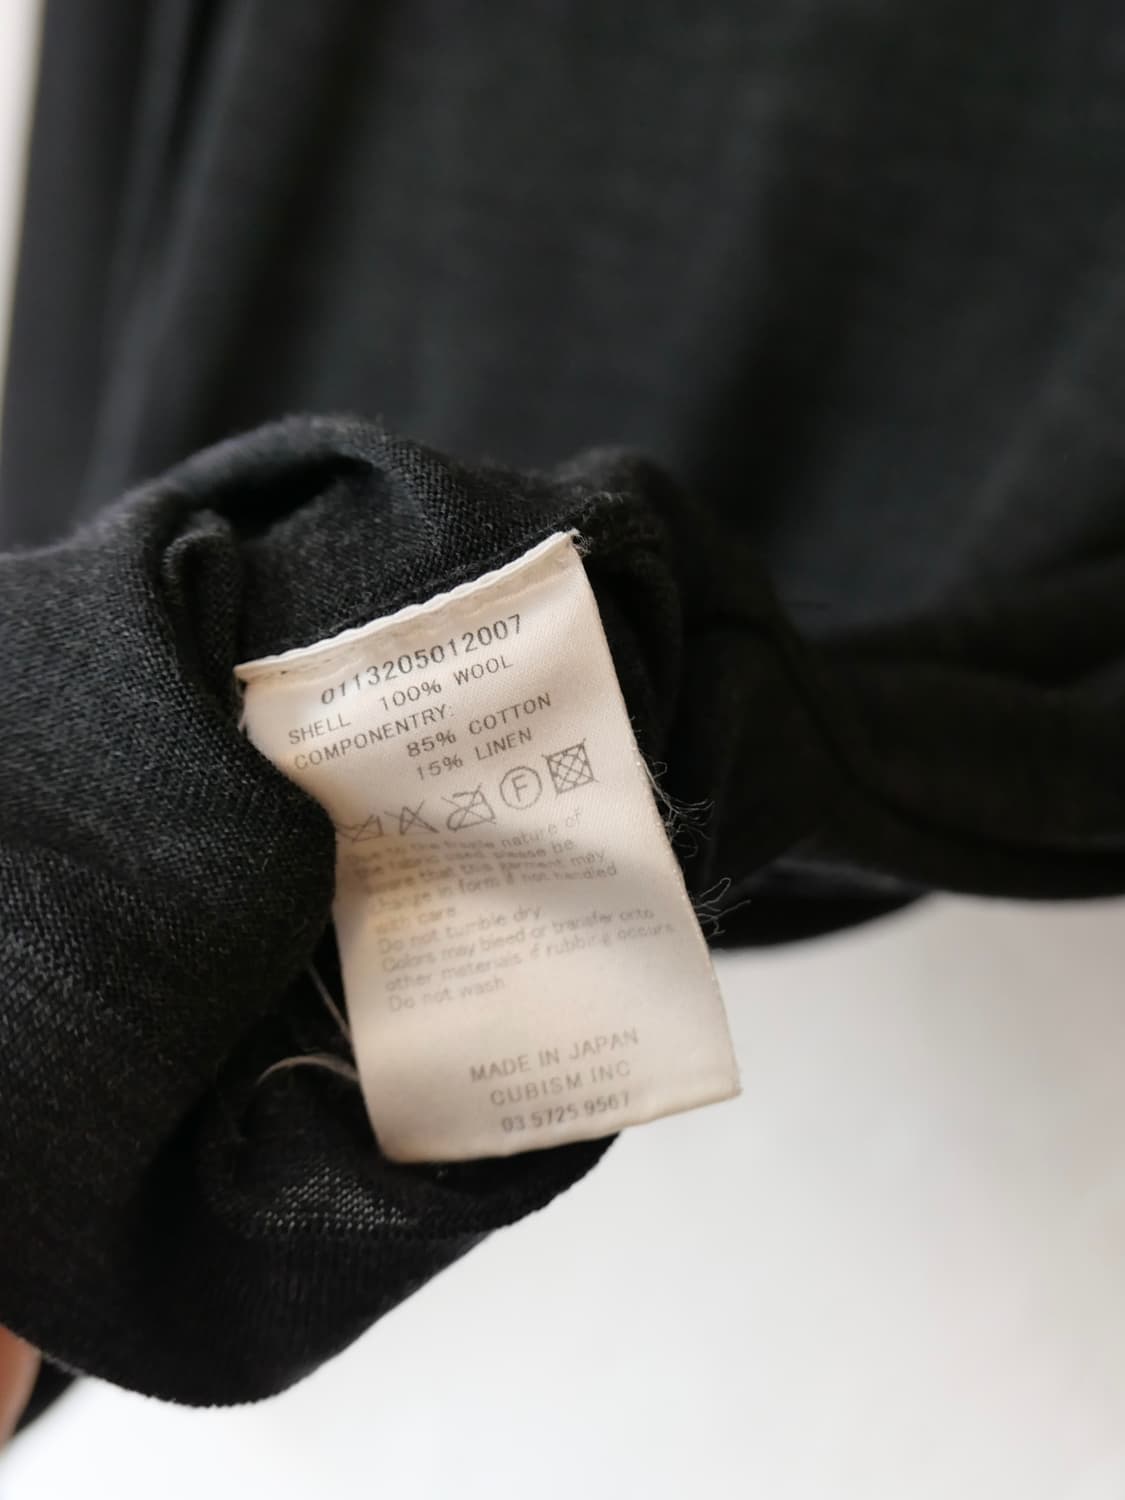 0113205012007
SHELL 100% WOOL
COMPONENTRY:
85% COTTON
15% LINEN
F
Due to the fragile nature of
the fabric used, please be
aware that this garment may
change in form if not handled
with care.
Do not tumble dry.
Colors may bleed or transfer onto
other materials if rubbing occurs.
Do not wash.
MADE IN JAPAN
CUBISM INC
03.5725.9567